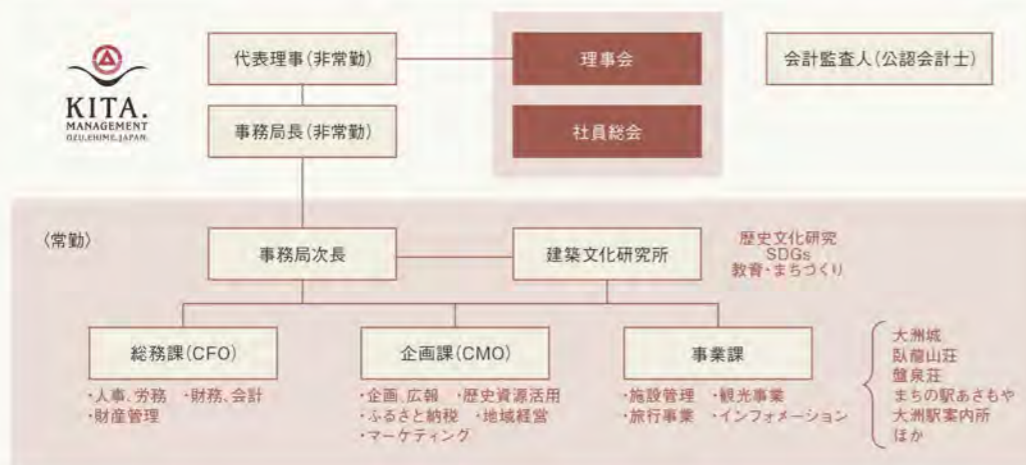 KITA.
MANAGEMENT
OZU.EHIME.JAPAN.
代表理事(非常勤)
理事会
会計監査人(公認会計士)
事務局長(非常勤)
社員総会
〈常勤〉
事務局次長
建築文化研究所
歴史文化研究
SDGs
教育・まちづくり
総務課(CFO)
・人事、労務 ・財務、会計
・財産管理
企画課(CMO)
・企画、広報 ・歴史資源活用
・ふるさと納税 ・地域経営
・マーケティング
事業課
・施設管理 ・観光事業
・旅行事業 ・インフォメーション
大洲城
臥龍山荘
盤泉荘
まちの駅あさもや
大洲駅案内所
ほか